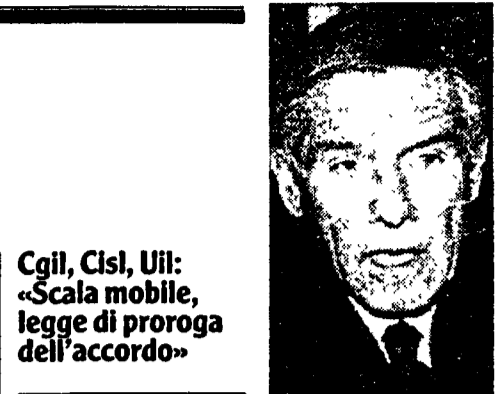 Cgil, Cisl, Uil:
«Scala mobile,
legge di proroga
dell'accordo»